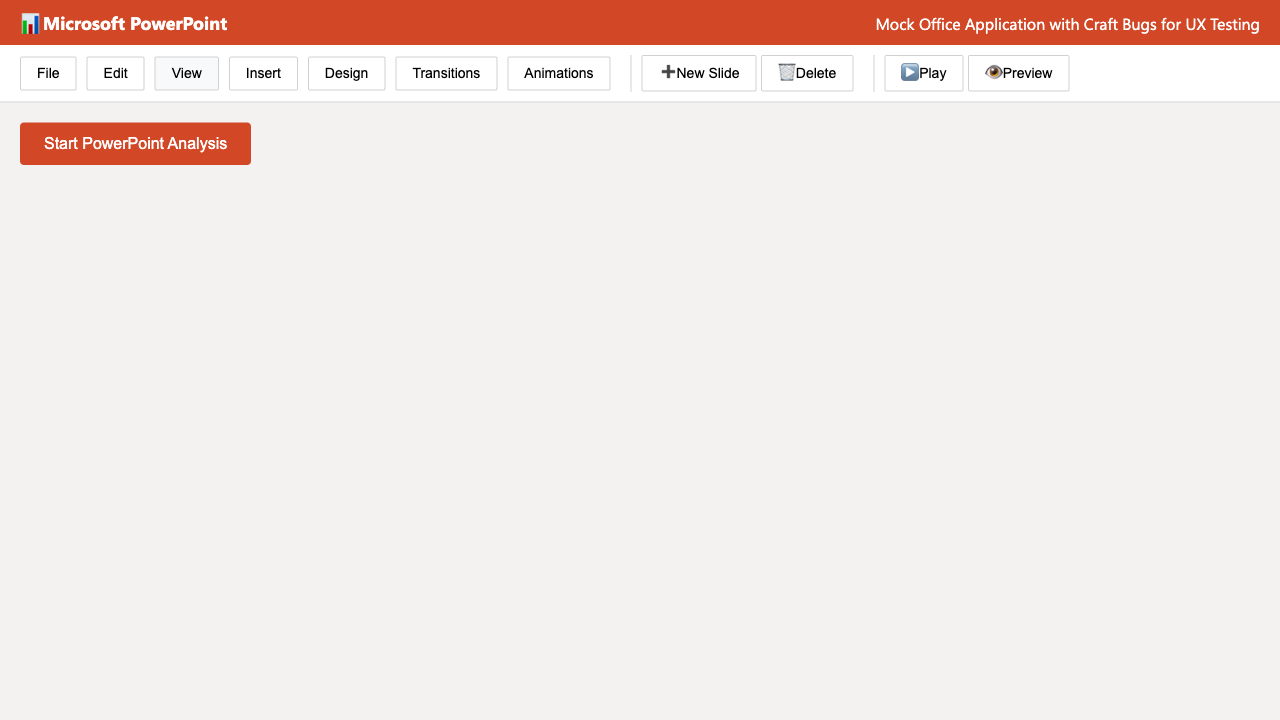 Microsoft PowerPoint
Mock Office Application with Craft Bugs for UX Testing
File Edit View Insert Design Transitions Animations New Slide Delete Play Preview
Start PowerPoint Analysis